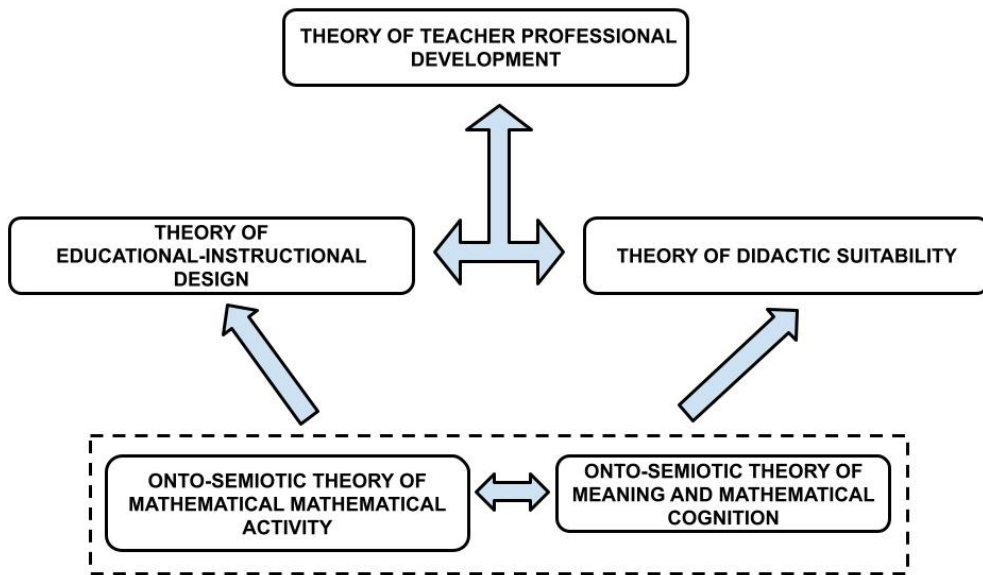 THEORY OF TEACHER PROFESSIONAL
DEVELOPMENT
THEORY OF
EDUCATIONAL-INSTRUCTIONAL
DESIGN
THEORY OF DIDACTIC SUITABILITY
ONTO-SEMIOTIC THEORY OF
MATHEMATICAL MATHEMATICAL
ACTIVITY
ONTO-SEMIOTIC THEORY OF
MEANING AND MATHEMATICAL
COGNITION